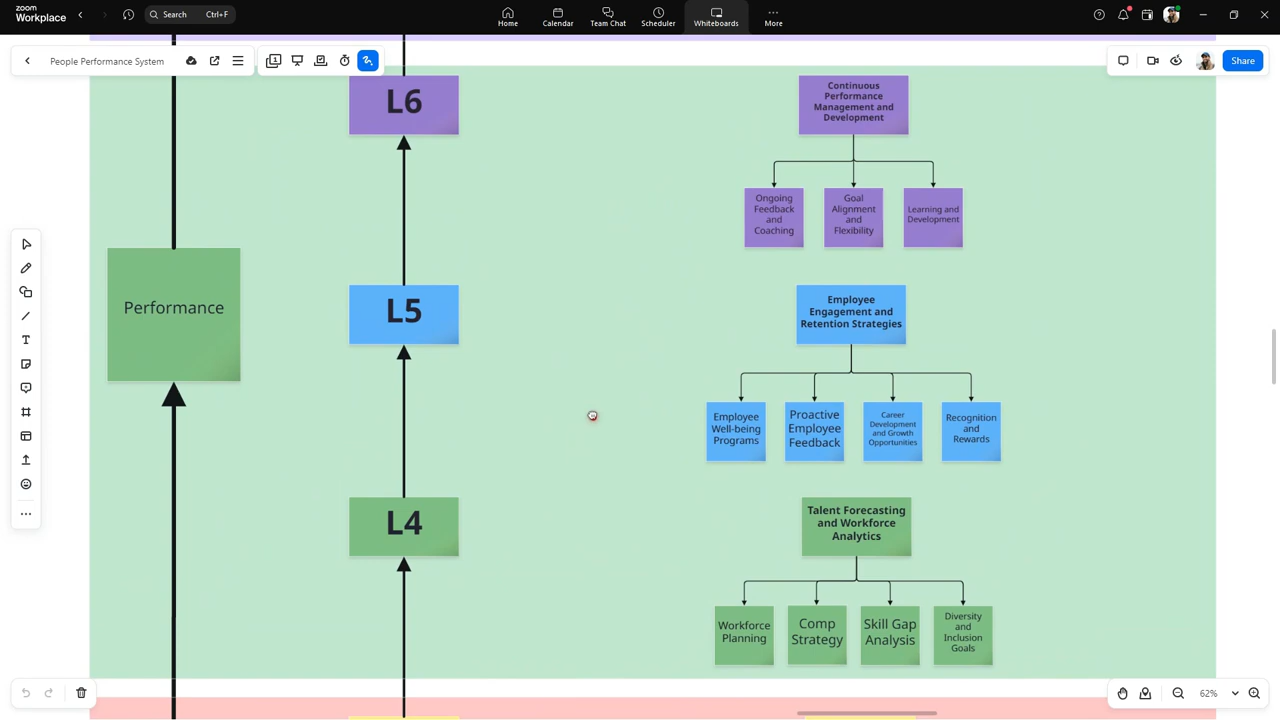 zoom
Workplace
Search
Ctrl+F
Home
Calendar
Team Chat
Scheduler
Whiteboards
More
People Performance System
1
Share
L6
Continuous
Performance
Management and
Development
Ongoing
Feedback
and
Coaching
Goal
Alignment
and
Flexibility
Learning and
Development
Performance
L5
Employee
Engagement and
Retention Strategies
Employee
Well-being
Programs
Proactive
Employee
Feedback
Career
Development
and Growth
Opportunities
Recognition
and
Rewards
L4
Talent Forecasting
and Workforce
Analytics
Workforce
Planning
Comp
Strategy
Skill Gap
Analysis
Diversity
and
Inclusion
Goals
62%